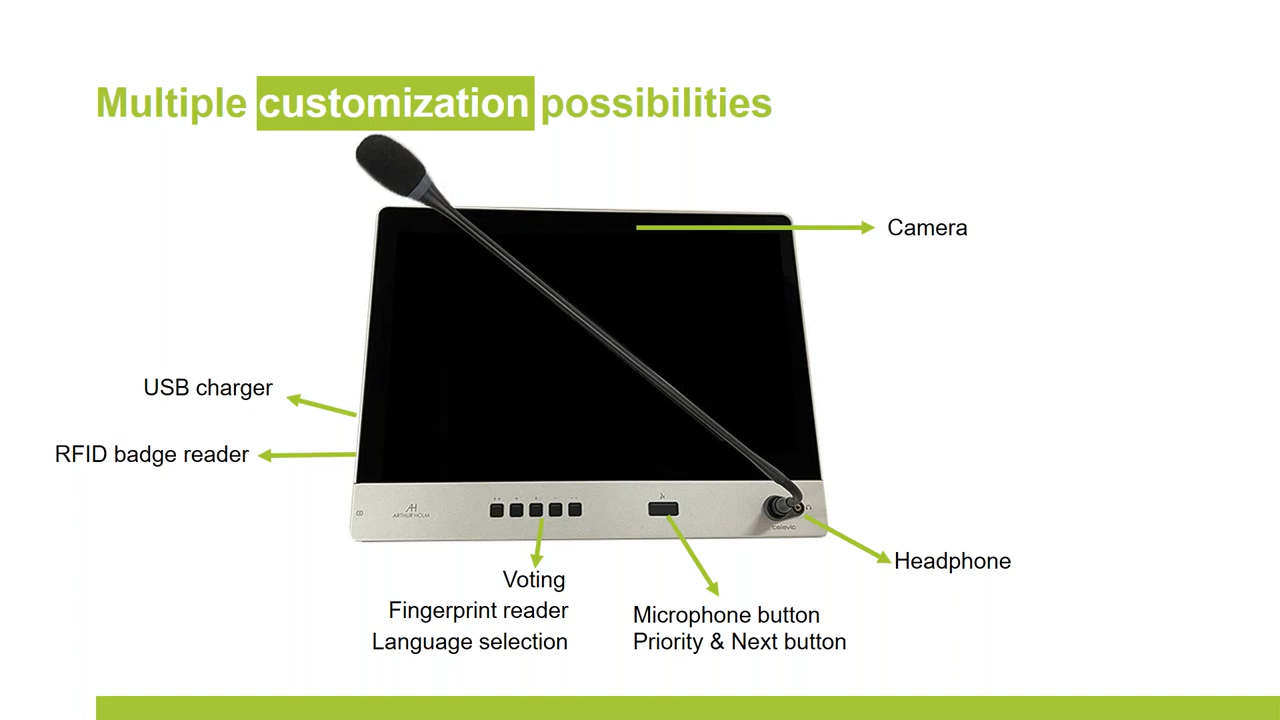 Multiple customization possibilities
Camera
USB charger
RFID badge reader
AH
ARTHUR HOLM
televic
Headphone
Voting
Fingerprint reader
Language selection
Microphone button
Priority & Next button